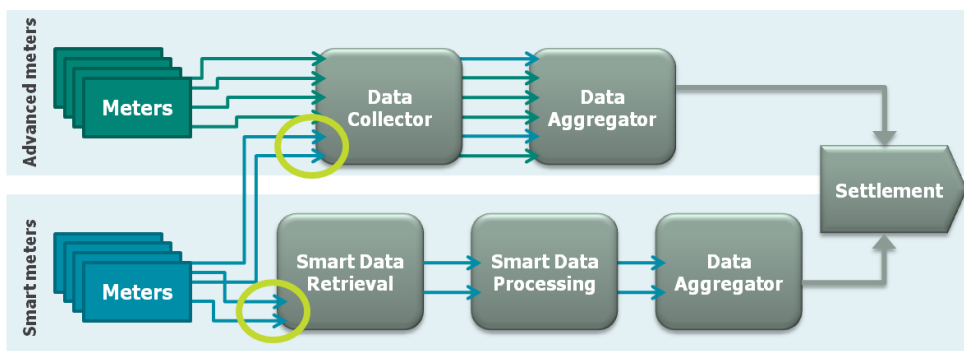 Advanced meters
Meters
Data
Collector
Data
Aggregator
Settlement
Smart meters
Meters
Smart Data
Retrieval
Smart Data
Processing
Data
Aggregator